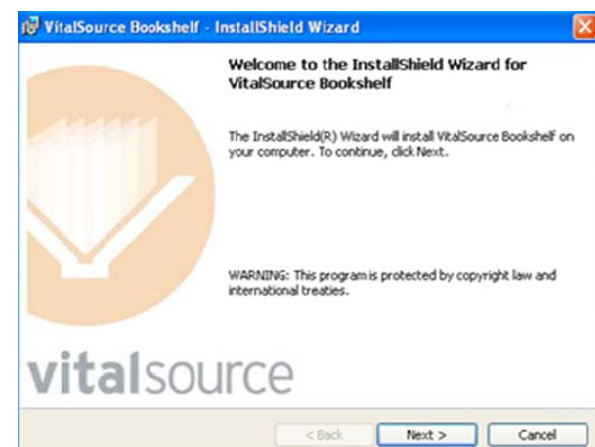 VitalSource Bookshelf - InstallShield Wizard
Welcome to the InstallShield Wizard for
VitalSource Bookshelf
The InstallShield(R) Wizard will install VitalSource Bookshelf on
your computer. To continue, click Next.
WARNING: This program is protected by copyright law and
international treaties.
vitalsource
< Back
Next >
Cancel